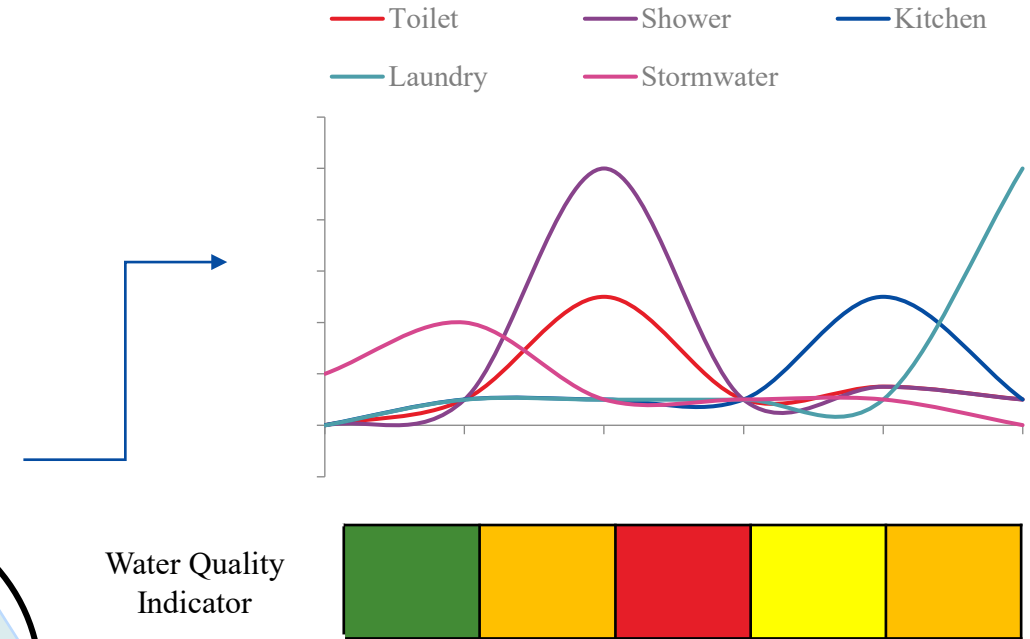 Toilet
Shower
Kitchen
Laundry
Stormwater
Water Quality
Indicator